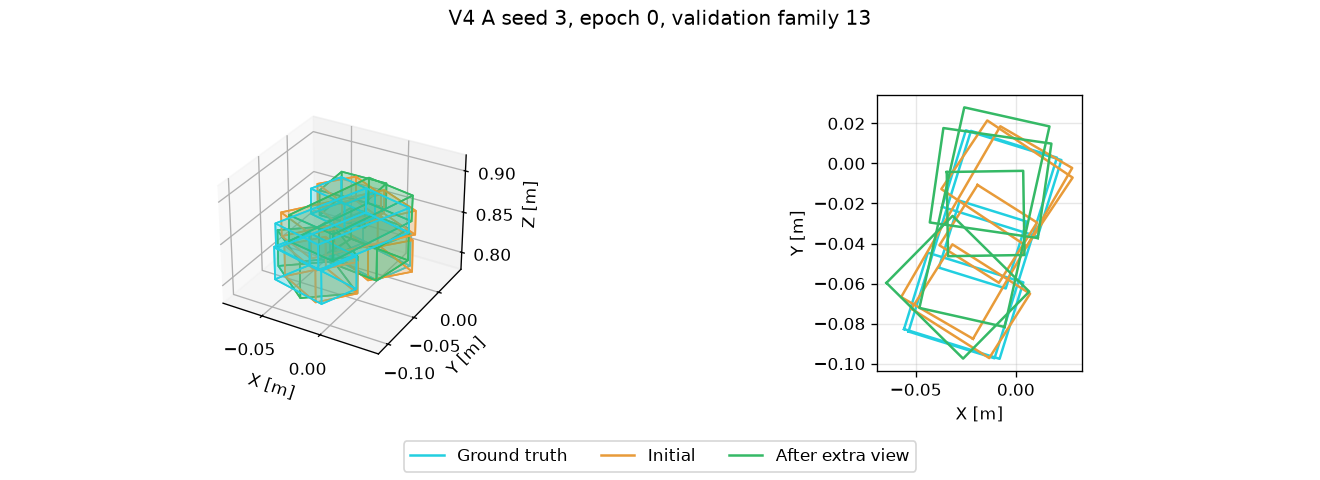 V4 A seed 3, epoch 0, validation family 13
0.90
0.85
0.80
Z [m]
0.00
−0.05
−0.10
Y [m]
−0.05
0.00
X [m]
0.02
0.00
−0.02
−0.04
−0.06
−0.08
−0.10
Y [m]
−0.05
0.00
X [m]
Ground truth
Initial
After extra view